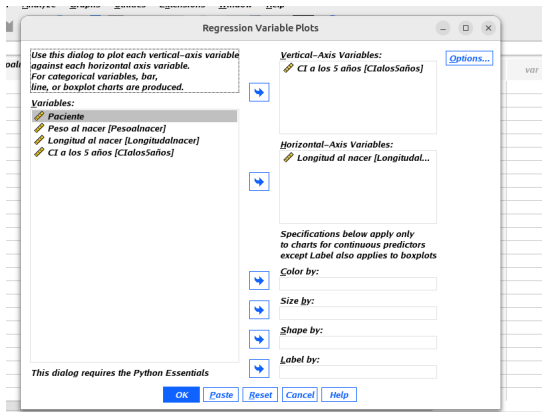 Analyze Graphs Utilities Extensions Window Help
Regression Variable Plots
Use this dialog to plot each vertical-axis variable
against each horizontal axis variable.
For categorical variables, bar,
line, or boxplot charts are produced.
Variables:
Paciente
Peso al nacer [Pesoalnacer]
Longitud al nacer [Longitudalnacer]
CI a los 5 años [CIalos5años]
This dialog requires the Python Essentials
Vertical-Axis Variables:
CI a los 5 años [CIalos5años]
Options...
Horizontal-Axis Variables:
Longitud al nacer [Longitudal...
Specifications below apply only
to charts for continuous predictors
except Label also applies to boxplots
Color by:
Size by:
Shape by:
Label by:
OK Paste Reset Cancel Help
var